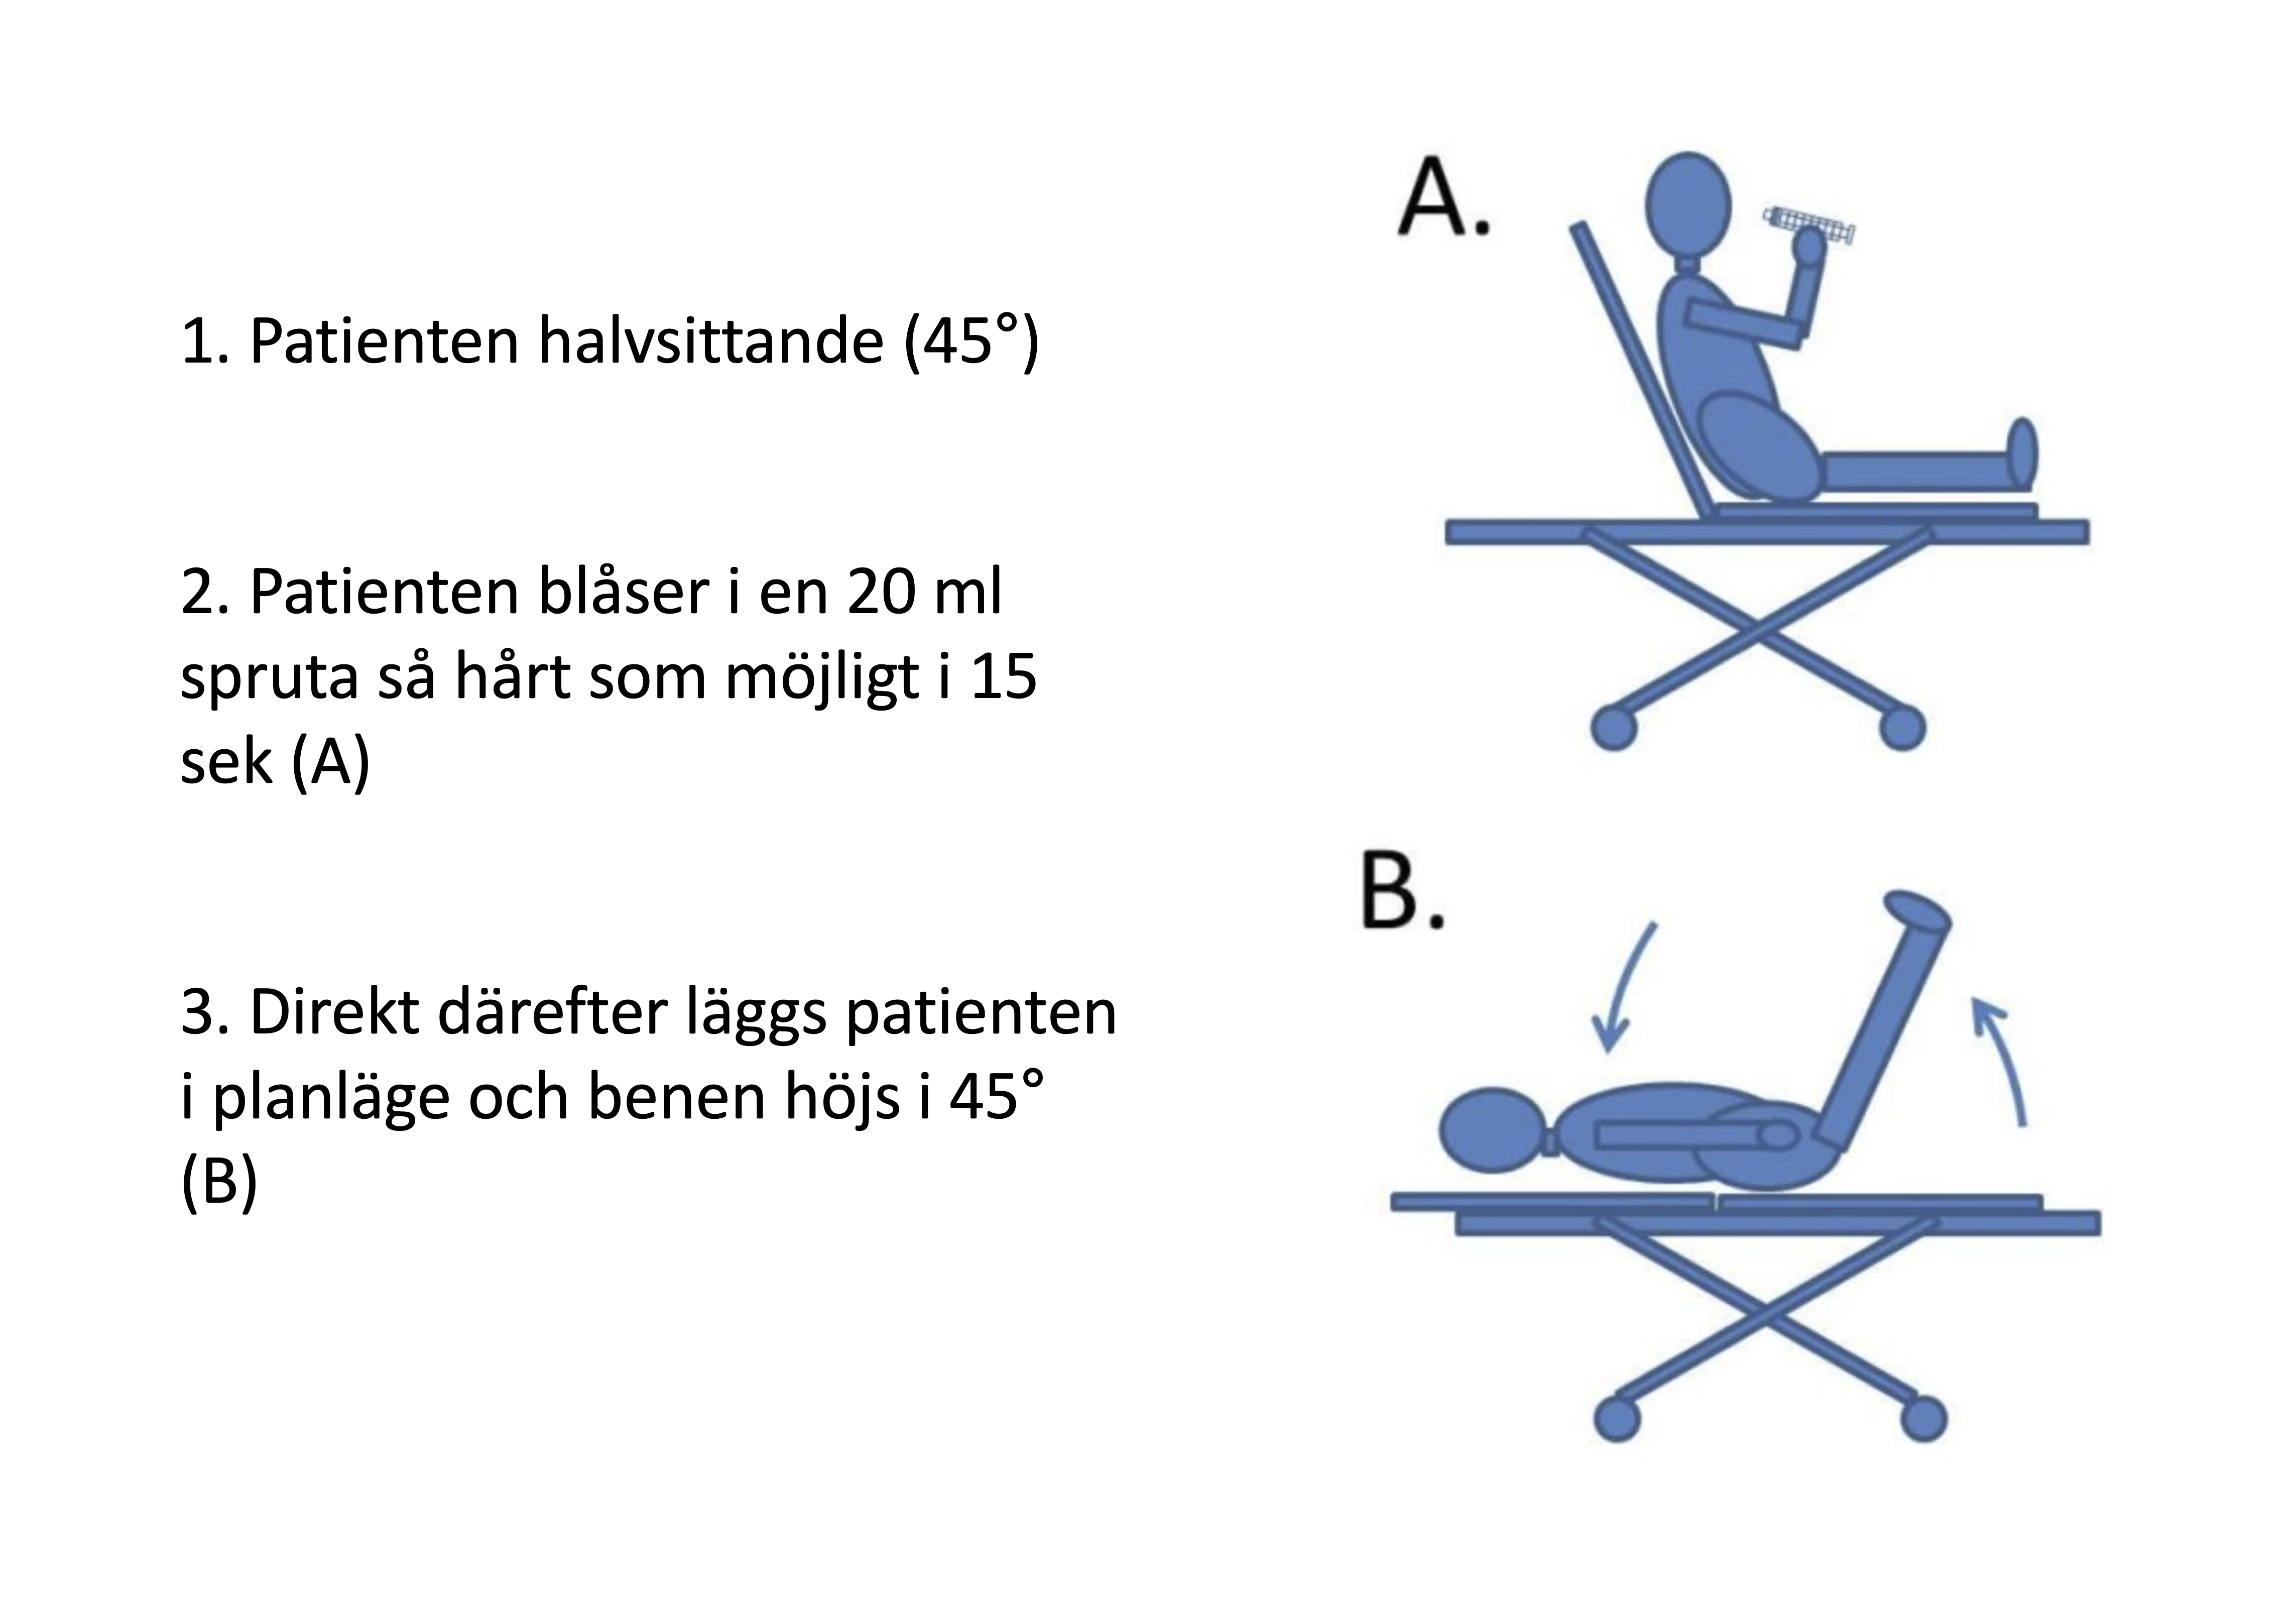 A.
1. Patienten halvsittande (45°)
2. Patienten blåser i en 20 ml
spruta så hårt som möjligt i 15
sek (A)
B.
3. Direkt därefter läggs patienten
i planläge och benen höjs i 45°
(B)